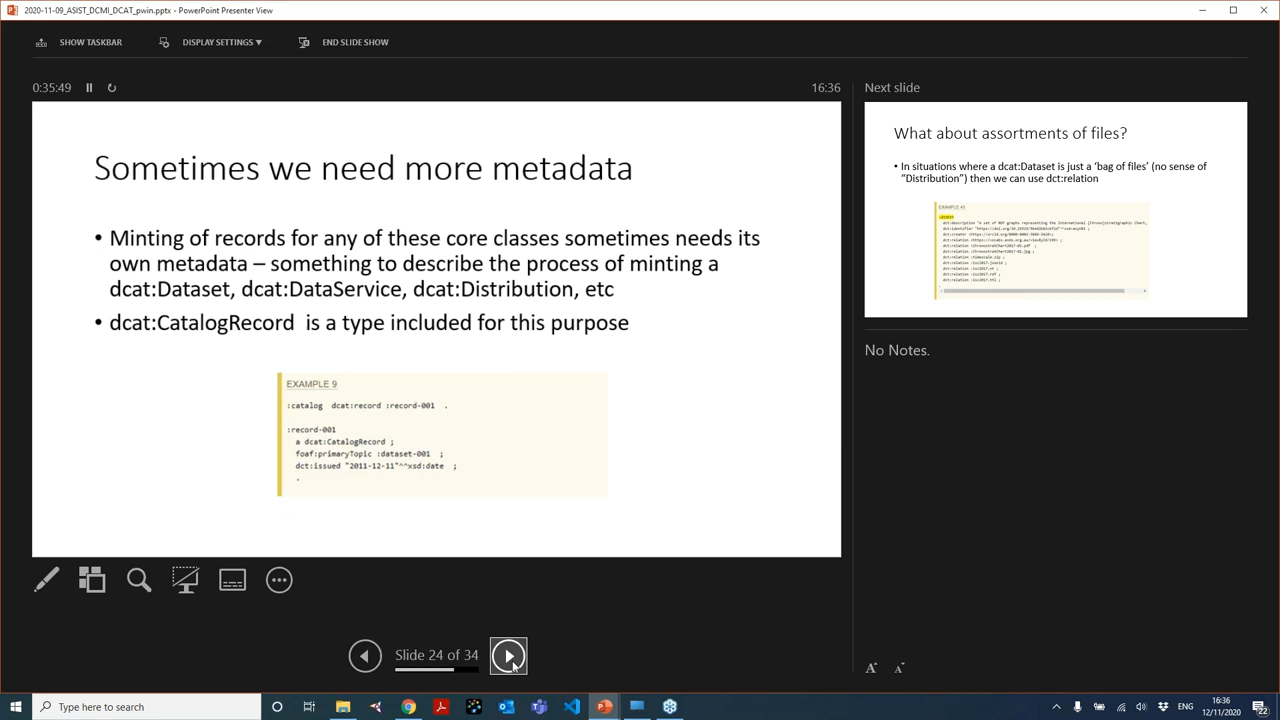 2020-11-09_ASIST_DCMI_DCAT_pwin.pptx - PowerPoint Presenter View
SHOW TASKBAR
DISPLAY SETTINGS ▼
END SLIDE SHOW
0:35:49
16:36
Sometimes we need more metadata
• Minting of records for any of these core classes sometimes needs its
own metadata – something to describe the process of minting a
dcat:Dataset, dcat:DataService, dcat:Distribution, etc
• dcat:CatalogRecord is a type included for this purpose
EXAMPLE 9
:catalog dcat:record :record-001 .
:record-001
a dcat:CatalogRecord ;
foaf:primaryTopic :dataset-001 ;
dct:issued "2011-12-11"^^xsd:date ;
.
Slide 24 of 34
Next slide
What about assortments of files?
• In situations where a dcat:Dataset is just a ‘bag of files’ (no sense of
“Distribution”) then we can use dct:relation
No Notes.
Type here to search
ENG
16:36
12/11/2020
22